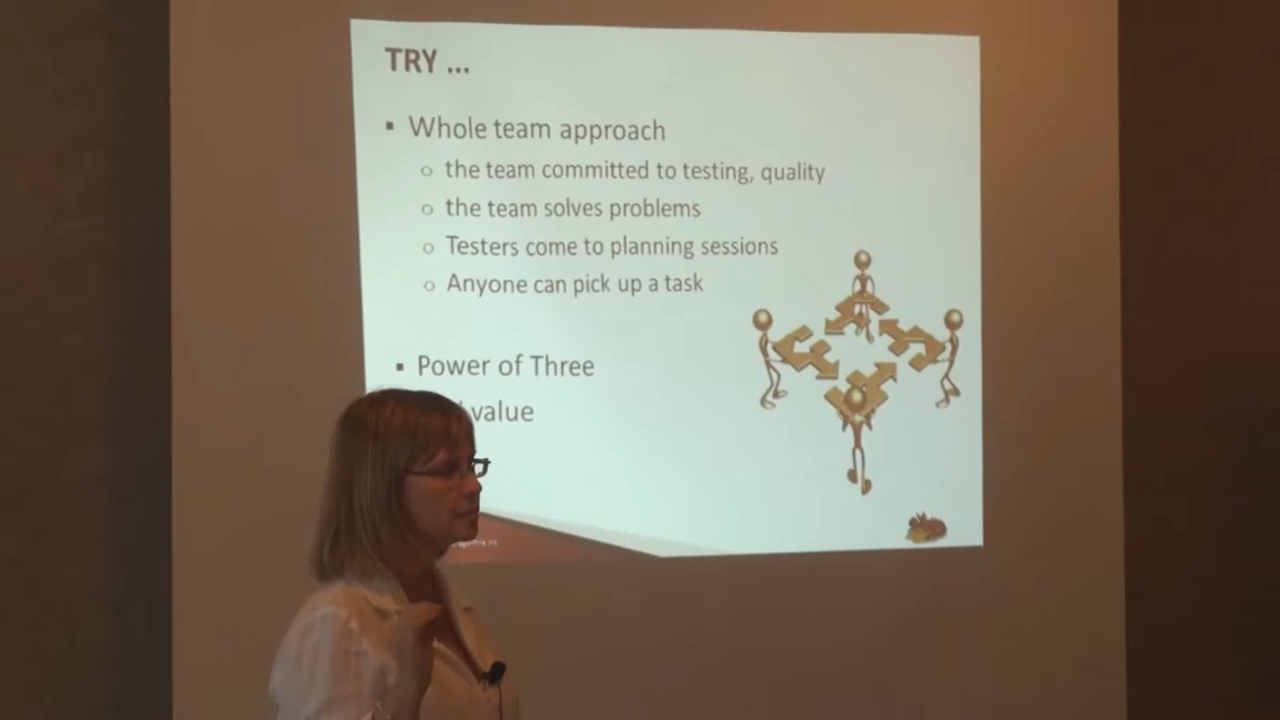 TRY ...
▪ Whole team approach
o the team committed to testing, quality
o the team solves problems
o Testers come to planning sessions
o Anyone can pick up a task
▪ Power of Three
value